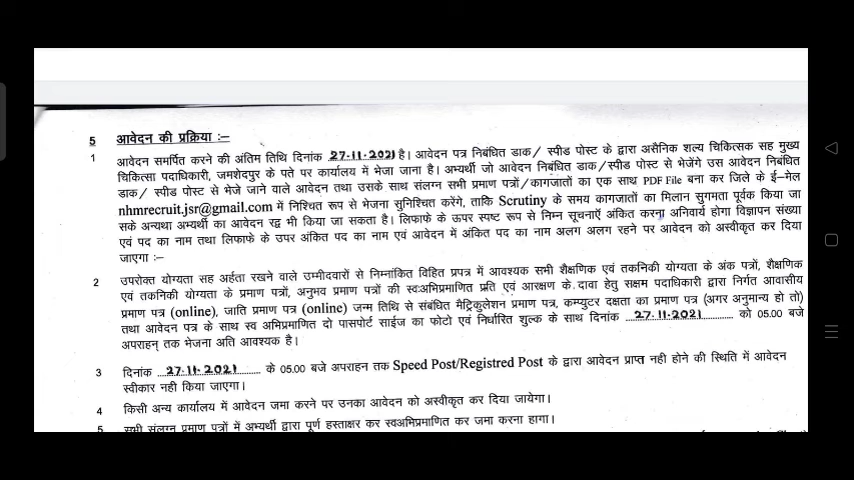 5 आवेदन की प्रक्रिया :–
1 आवेदन समर्पित करने की अंतिम तिथि दिनांक 27-11-2021 है। आवेदन पत्र निबंधित डाक/ स्पीड पोस्ट के द्वारा असैनिक शल्य चिकित्सक सह मुख्य
चिकित्सा पदाधिकारी, जमशेदपुर के पते पर कार्यालय में भेजा जाना है। अभ्यर्थी जो आवेदन निबंधित डाक/स्पीड पोस्ट से भेजेंगे उस आवेदन निबंधित
डाक/ स्पीड पोस्ट से भेजे जाने वाले आवेदन तथा उसके साथ संलग्न सभी प्रमाण पत्रों/कागजातों का एक साथ PDF File बना कर जिले के ई-मेल
nhmrecruit.jsr@gmail.com में निश्चित रूप से भेजना सुनिश्चित करेंगे, ताकि Scrutiny के समय कागजातों का मिलान सुगमता पूर्वक किया जा
सके अन्यथा अभ्यर्थी का आवेदन रद्द भी किया जा सकता है। लिफाफे के ऊपर स्पष्ट रूप से निम्न सूचनाऐं अंकित करना अनिवार्य होगा विज्ञापन संख्या
एवं पद का नाम तथा लिफाफे के उपर अंकित पद का नाम एवं आवेदन में अंकित पद का नाम अलग अलग रहने पर आवेदन को अस्वीकृत कर दिया
जाएगा :–
2 उपरोक्त योग्यता सह अर्हता रखने वाले उम्मीदवारों से निम्नांकित विहित प्रपत्र में आवश्यक सभी शैक्षणिक एवं तकनिकी योग्यता के अंक पत्रों, शैक्षणिक
एवं तकनिकी योग्यता के प्रमाण पत्रों, अनुभव प्रमाण पत्रों की स्वअभिप्रमाणित प्रति एवं आरक्षण के दावा हेतु सक्षम पदाधिकारी द्वारा निर्गत आवासीय
प्रमाण पत्र (online), जाति प्रमाण पत्र (online) जन्म तिथि से संबंधित मैट्रिकुलेशन प्रमाण पत्र, कम्प्युटर दक्षता का प्रमाण पत्र (अगर अनुमान्य हो तो)
तथा आवेदन पत्र के साथ स्व अभिप्रमाणित दो पासपोर्ट साईज का फोटो एवं निर्धारित शुल्क के साथ दिनांक 27.11.2021 को 05.00 बजे
अपराहन् तक भेजना अति आवश्यक है।
3 दिनांक 27.11.2021 के 05.00 बजे अपराहन तक Speed Post/Registred Post के द्वारा आवेदन प्राप्त नही होने की स्थिति में आवेदन
स्वीकार नही किया जाएगा।
4 किसी अन्य कार्यालय में आवेदन जमा करने पर उनका आवेदन को अस्वीकृत कर दिया जायेगा।
5 सभी संलग्न प्रमाण पत्रों में अभ्यर्थी द्वारा पूर्ण हस्ताक्षर कर स्वअभिप्रमाणित कर जमा करना होगा।